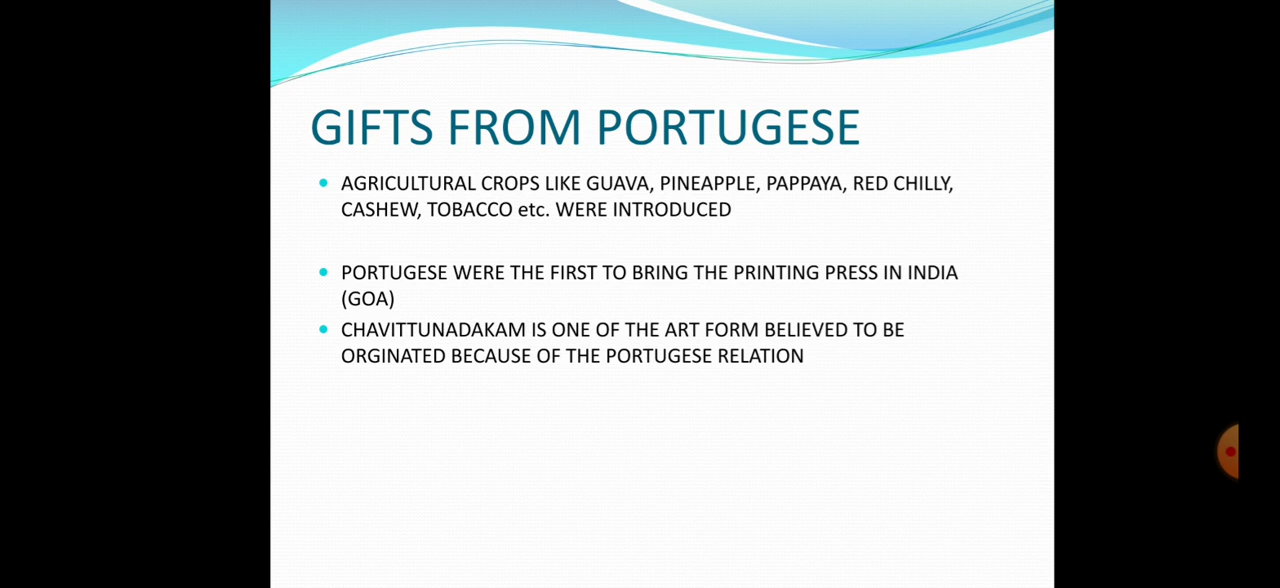 GIFTS FROM PORTUGESE
AGRICULTURAL CROPS LIKE GUAVA, PINEAPPLE, PAPPAYA, RED CHILLY,
CASHEW, TOBACCO etc. WERE INTRODUCED
PORTUGESE WERE THE FIRST TO BRING THE PRINTING PRESS IN INDIA
(GOA)
CHAVITTUNADAKAM IS ONE OF THE ART FORM BELIEVED TO BE
ORGINATED BECAUSE OF THE PORTUGESE RELATION